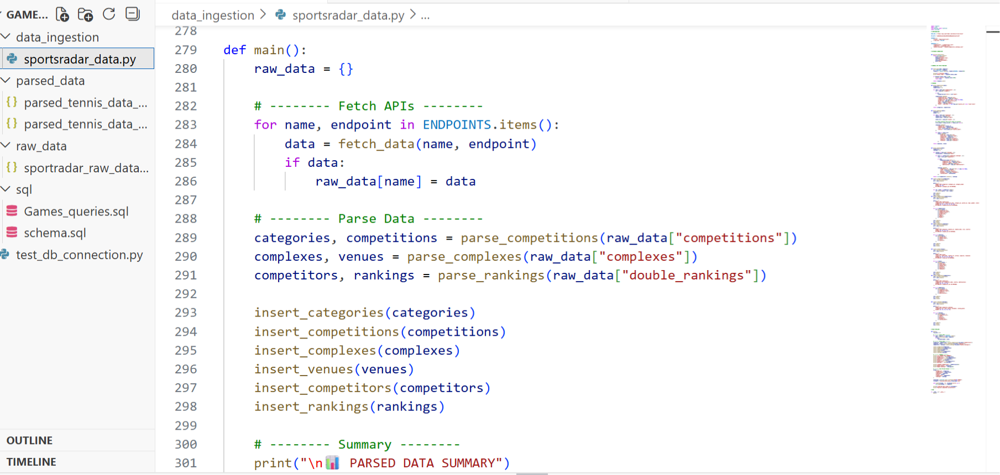 GAME...
data_ingestion
sportsradar_data.py
parsed_data
parsed_tennis_data_...
parsed_tennis_data_...
raw_data
sportradar_raw_data...
sql
Games_queries.sql
schema.sql
test_db_connection.py
OUTLINE
TIMELINE
data_ingestion > sportsradar_data.py > ...
278
279 def main():
280     raw_data = {}
281
282     # -------- Fetch APIs --------
283     for name, endpoint in ENDPOINTS.items():
284         data = fetch_data(name, endpoint)
285         if data:
286             raw_data[name] = data
287
288     # -------- Parse Data --------
289     categories, competitions = parse_competitions(raw_data["competitions"])
290     complexes, venues = parse_complexes(raw_data["complexes"])
291     competitors, rankings = parse_rankings(raw_data["double_rankings"])
292
293     insert_categories(categories)
294     insert_competitions(competitions)
295     insert_complexes(complexes)
296     insert_venues(venues)
297     insert_competitors(competitors)
298     insert_rankings(rankings)
299
300     # -------- Summary --------
301     print("\n📊 PARSED DATA SUMMARY")